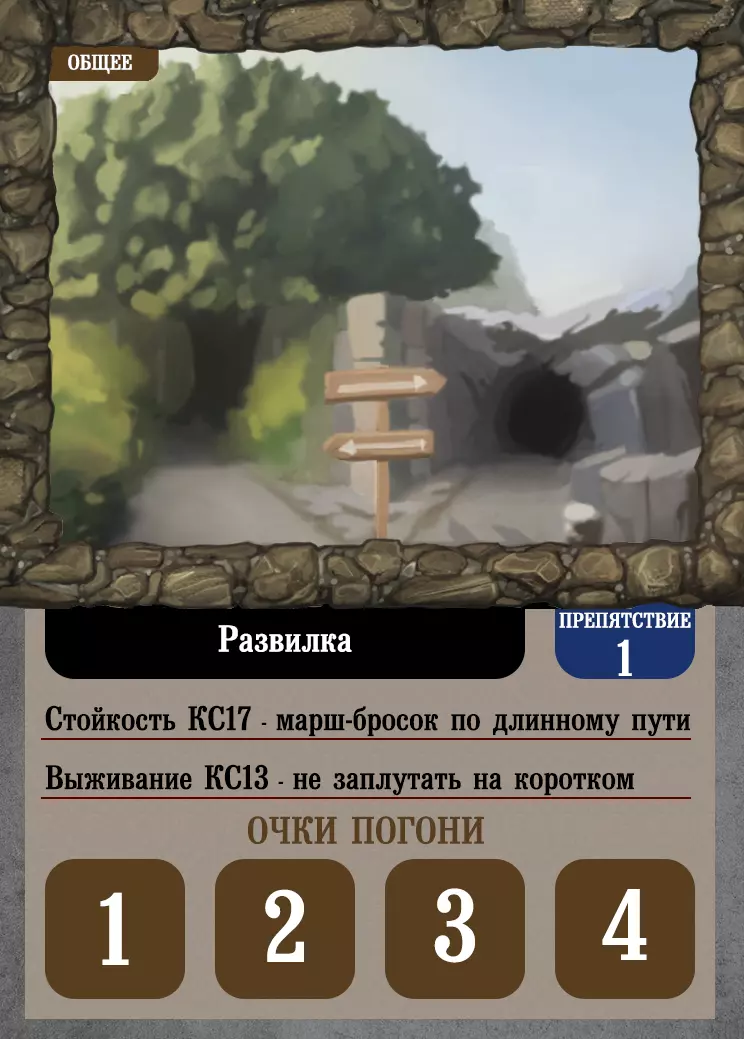 ОБЩЕЕ
Развилка
ПРЕПЯТСТВИЕ
1
Стойкость КС17 - марш-бросок по длинному пути
Выживание КС13 - не заплутать на коротком
ОЧКИ ПОГОНИ
1 2 3 4